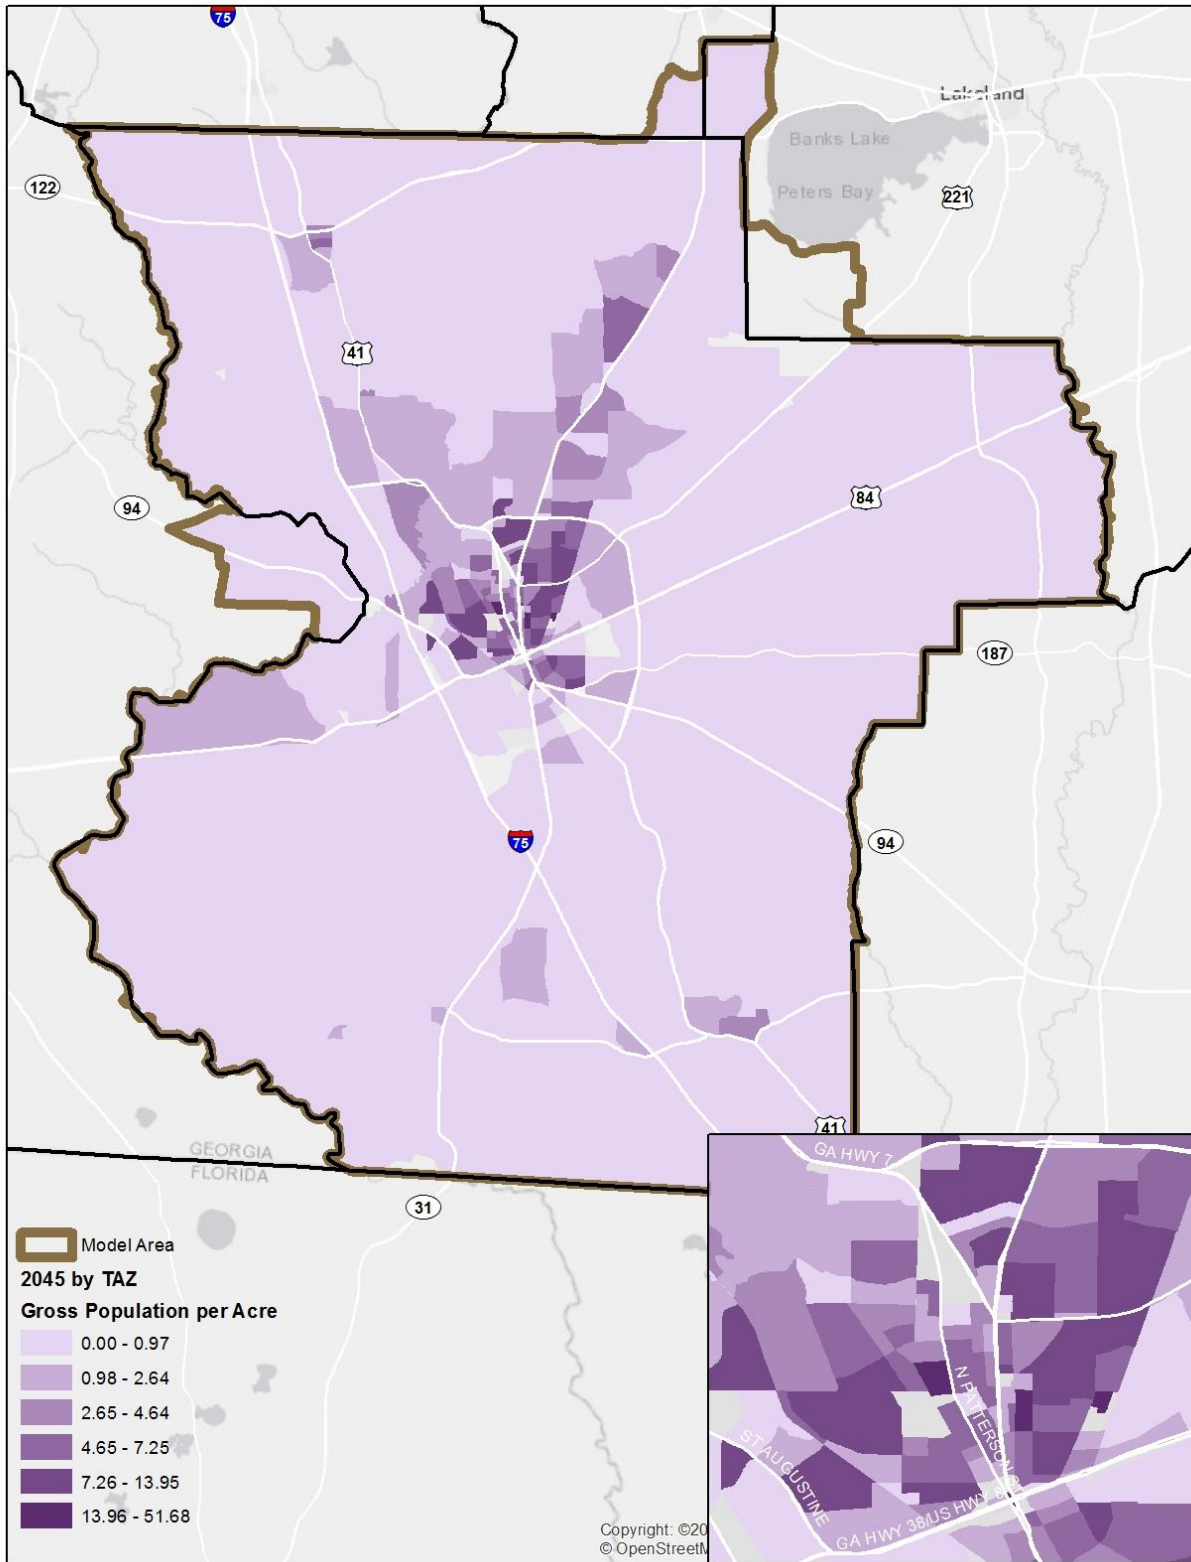 75
Lakeland
Banks Lake
122
Peters Bay
221
41
94
84
187
75
94
41
GEORGIA
FLORIDA
31
Model Area
2045 by TAZ
Gross Population per Acre
0.00 - 0.97
0.98 - 2.64
2.65 - 4.64
4.65 - 7.25
7.26 - 13.95
13.96 - 51.68
Copyright: ©20
© OpenStreetM
GA HWY 7
N PATTERSON
ST AUGUSTINE
GA HWY 38/US HWY